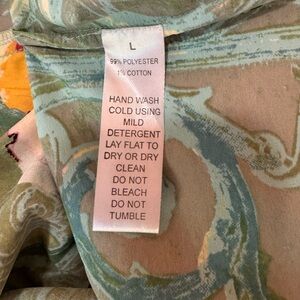 L
99% POLYESTER
1% COTTON
HAND WASH
COLD USING
MILD
DETERGENT
LAY FLAT TO
DRY OR DRY
CLEAN
DO NOT
BLEACH
DO NOT
TUMBLE